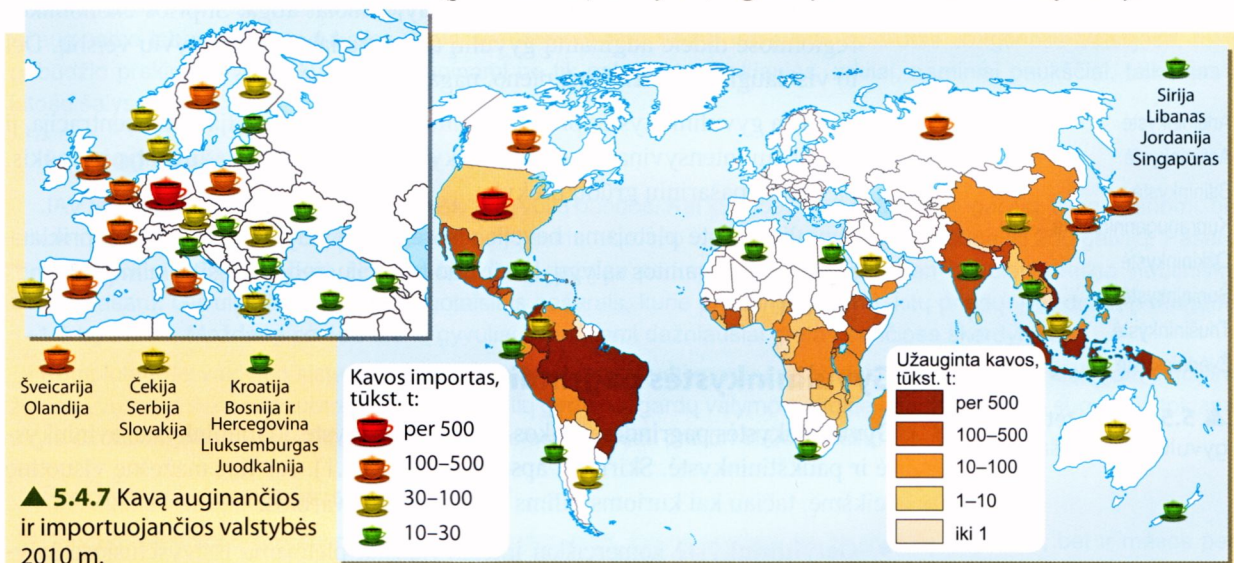 Sirija
Libanas
Jordanija
Singapūras
Šveicarija
Olandija
Čekija
Serbija
Slovakija
Kroatija
Bosnija ir
Hercegovina
Liuksemburgas
Juodkalnija
▲ 5.4.7 Kavą auginančios
ir importuojančios valstybės
2010 m.
Kavos importas,
tūkst. t:
per 500
100–500
30–100
10–30
Užauginta kavos,
tūkst. t:
per 500
100–500
10–100
1–10
iki 1